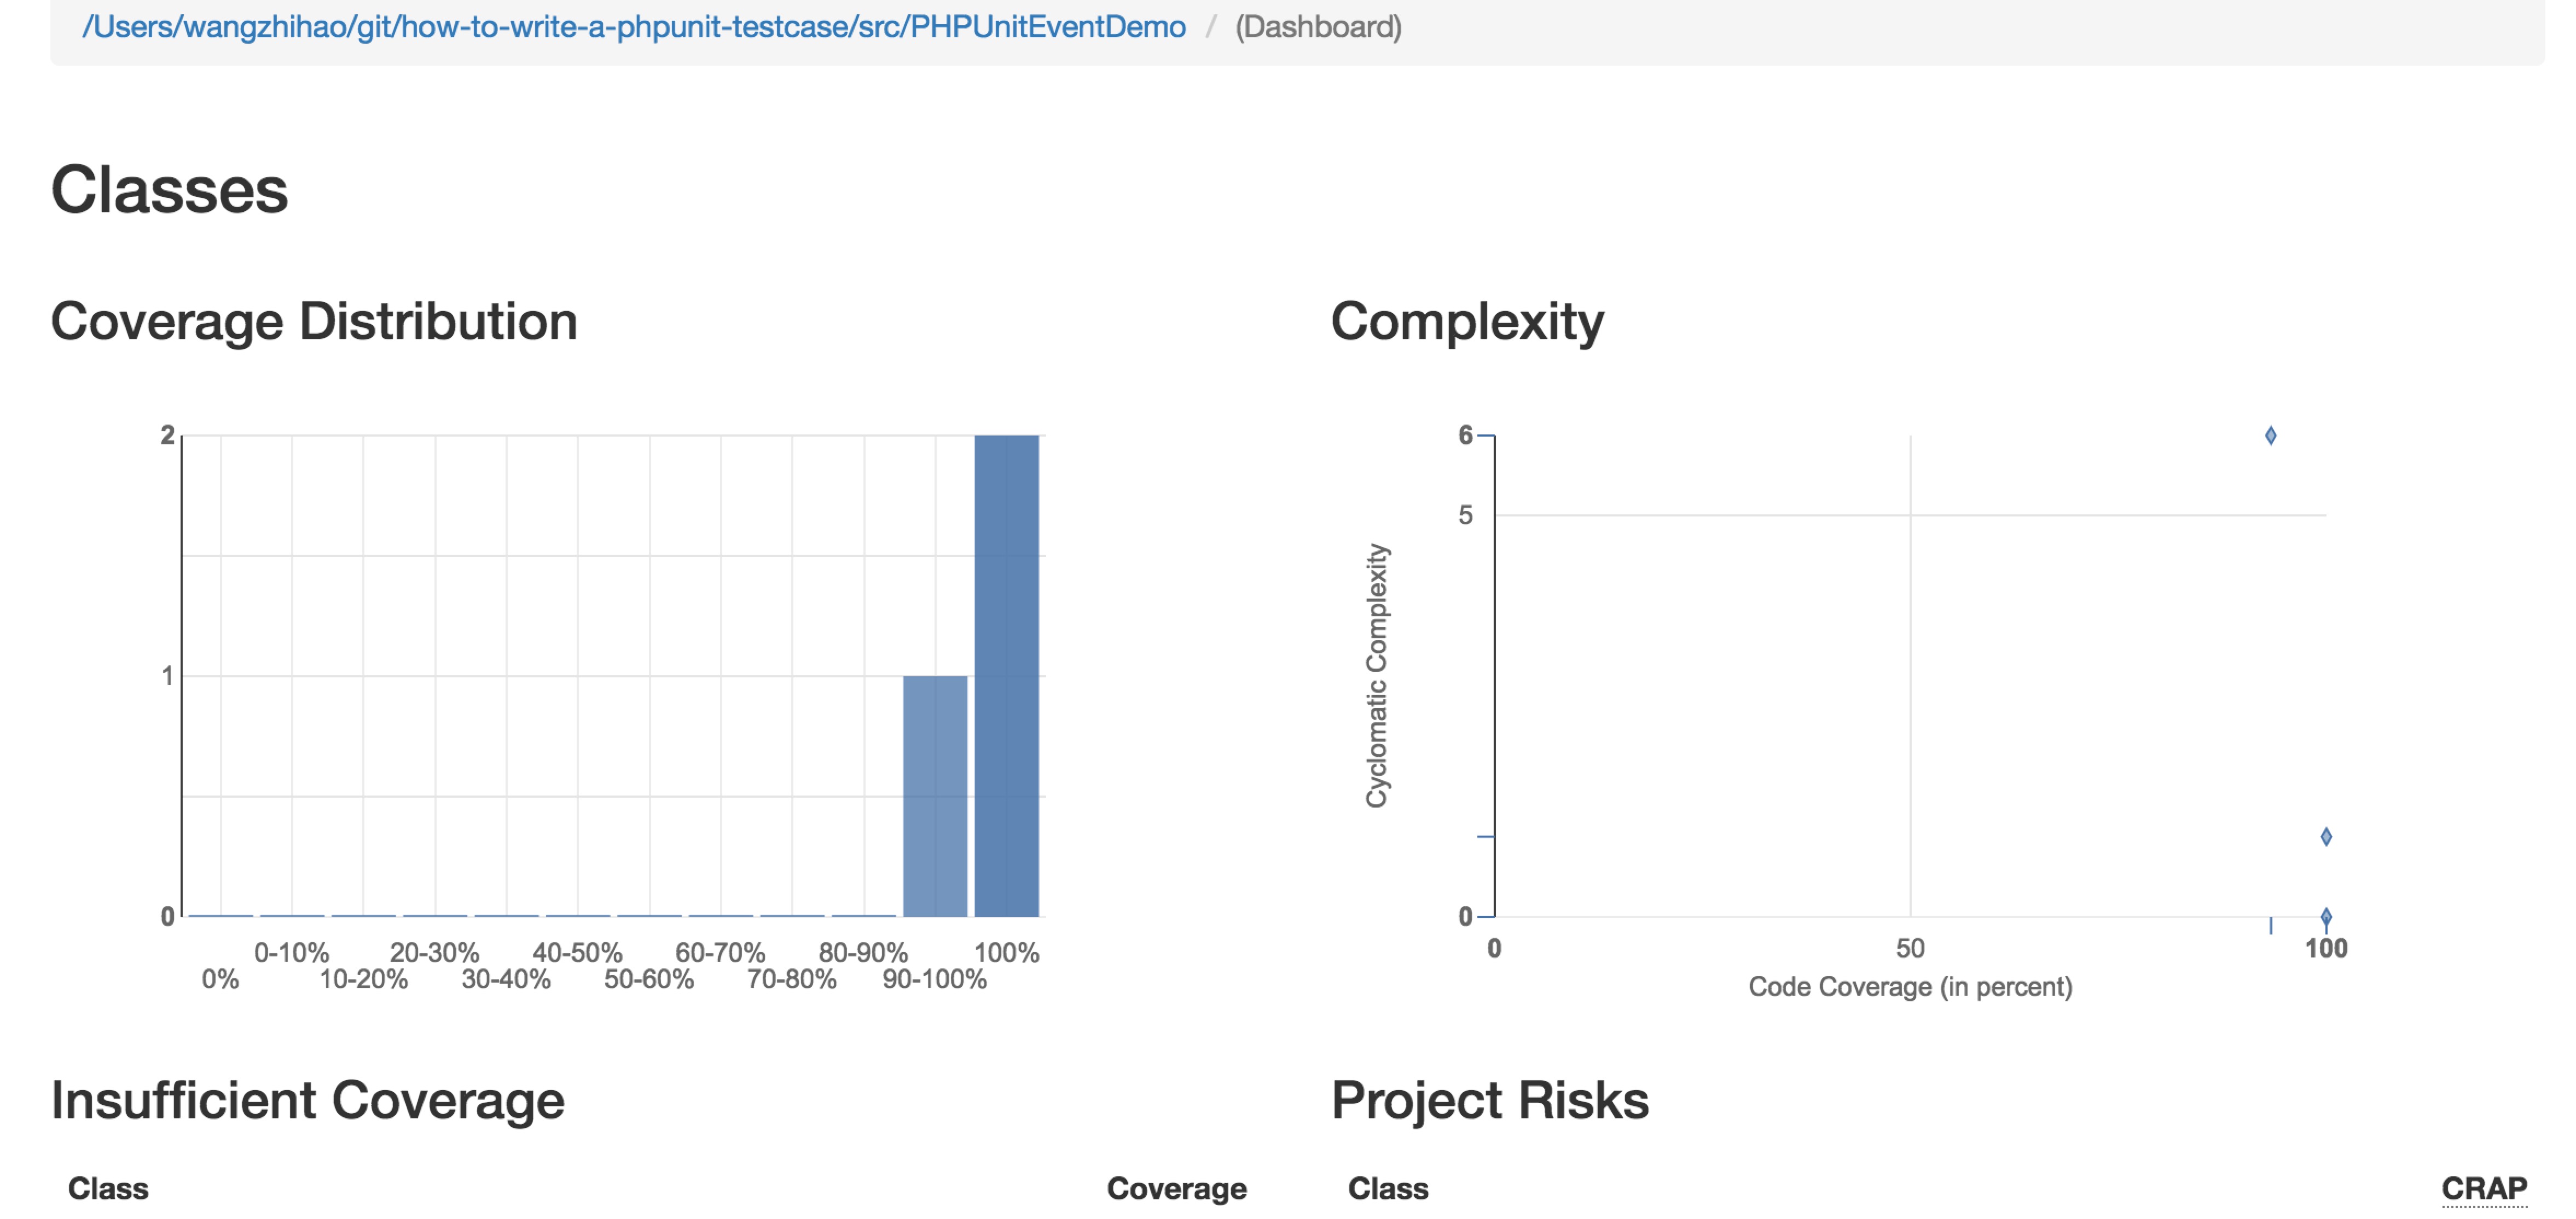 /Users/wangzhihao/git/how-to-write-a-phpunit-testcase/src/PHPUnitEventDemo / (Dashboard)
Classes
Coverage Distribution
2
1
0
0-10% 20-30% 40-50% 60-70% 80-90% 100%
0% 10-20% 30-40% 50-60% 70-80% 90-100%
Complexity
6
5
Cyclomatic Complexity
0
0 50 100
Code Coverage (in percent)
Insufficient Coverage
Class Coverage
Project Risks
Class CRAP